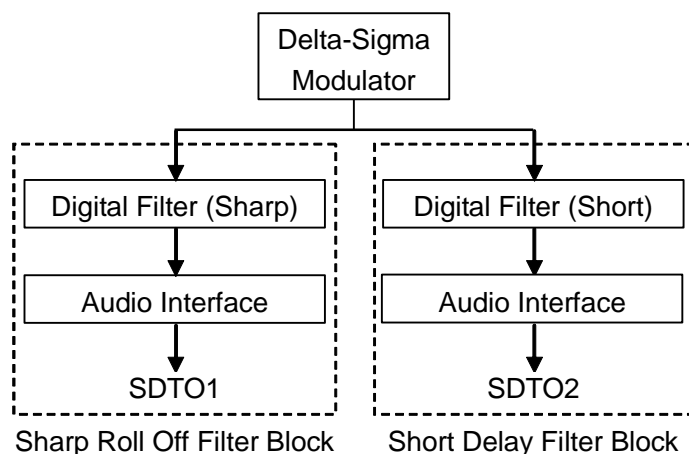 Delta-Sigma
Modulator
Digital Filter (Sharp)
Audio Interface
SDTO1
Sharp Roll Off Filter Block
Digital Filter (Short)
Audio Interface
SDTO2
Short Delay Filter Block